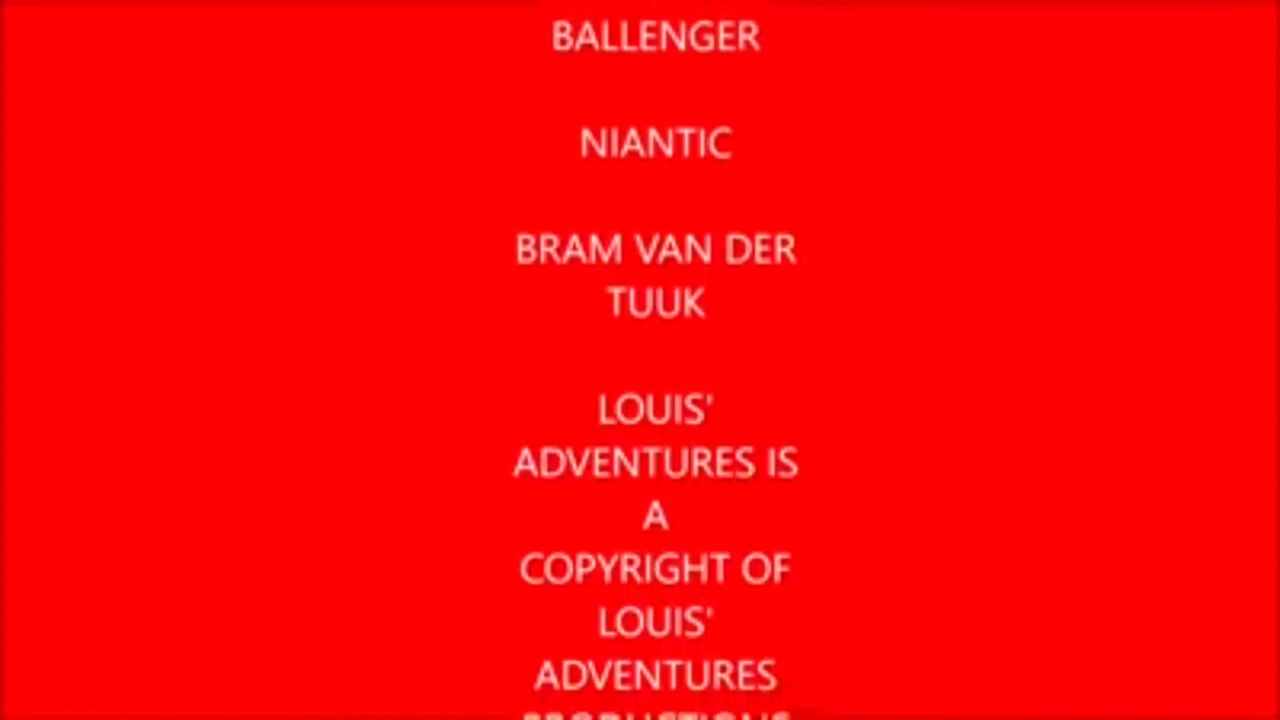 BALLENGER
NIANTIC
BRAM VAN DER
TUUK
LOUIS'
ADVENTURES IS
A
COPYRIGHT OF
LOUIS'
ADVENTURES